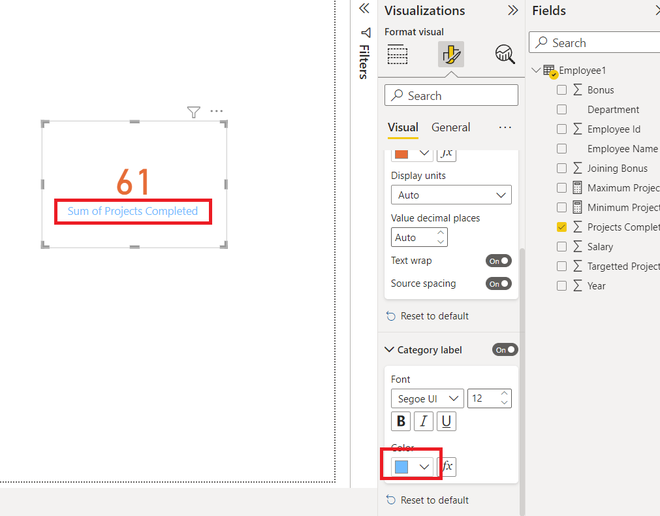 61
Sum of Projects Completed
Filters
Visualizations
Format visual
Search
Visual
General
fx
Display units
Auto
Value decimal places
Auto
Text wrap
On
Source spacing
On
Reset to default
Category label
On
Font
Segoe UI
12
B
I
U
Color
fx
Reset to default
Fields
Search
Employee1
Bonus
Department
Employee Id
Employee Name
Joining Bonus
Maximum Projec
Minimum Project
Projects Complet
Salary
Targetted Project
Year